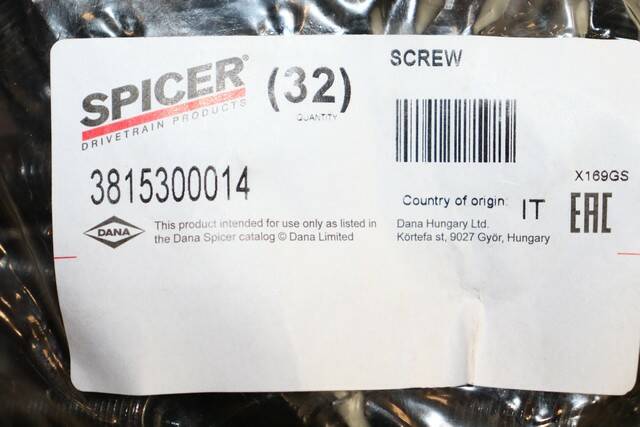 SPICER®
DRIVETRAIN PRODUCTS
(32)
QUANTITY
SCREW
3815300014
X169GS
Country of origin: IT
EAC
DANA
This product intended for use only as listed in
the Dana Spicer catalog © Dana Limited
Dana Hungary Ltd.
Körtefa st, 9027 Györ, Hungary